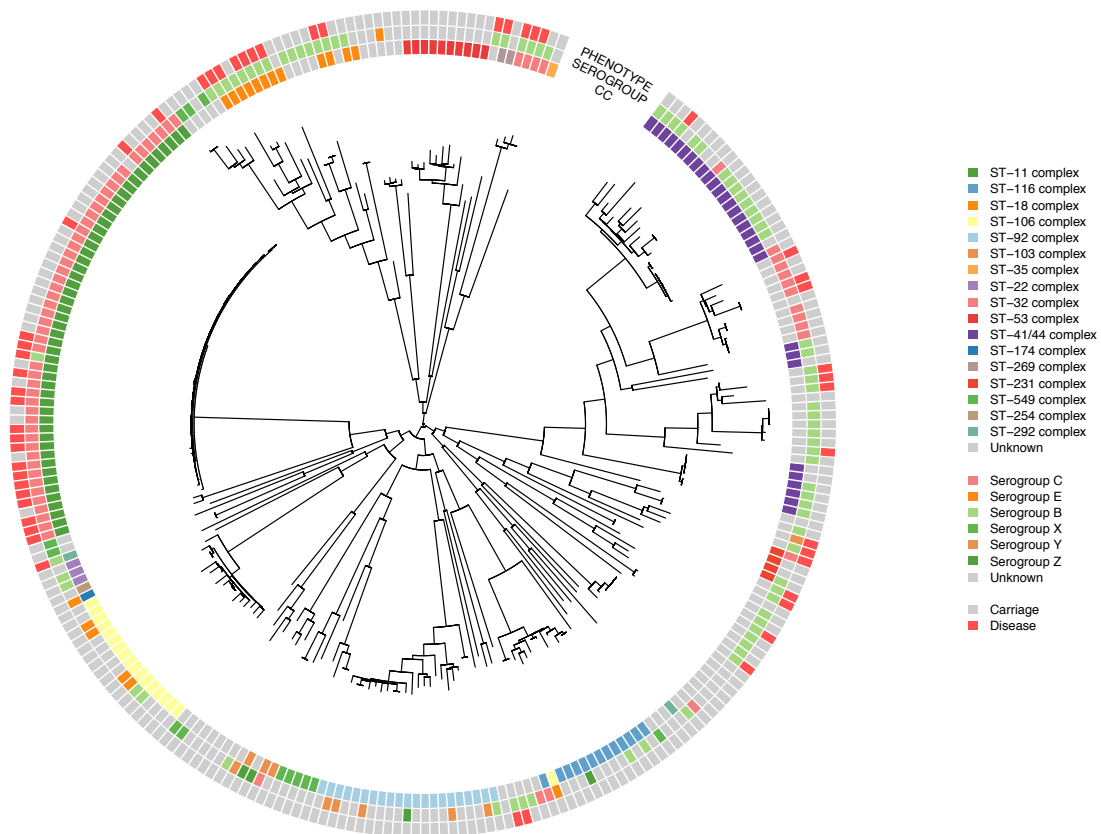 PHENOTYPE
SEROGROUP
CC
ST−11 complex
ST−116 complex
ST−18 complex
ST−106 complex
ST−92 complex
ST−103 complex
ST−35 complex
ST−22 complex
ST−32 complex
ST−53 complex
ST−41/44 complex
ST−174 complex
ST−269 complex
ST−231 complex
ST−549 complex
ST−254 complex
ST−292 complex
Unknown
Serogroup C
Serogroup E
Serogroup B
Serogroup X
Serogroup Y
Serogroup Z
Unknown
Carriage
Disease